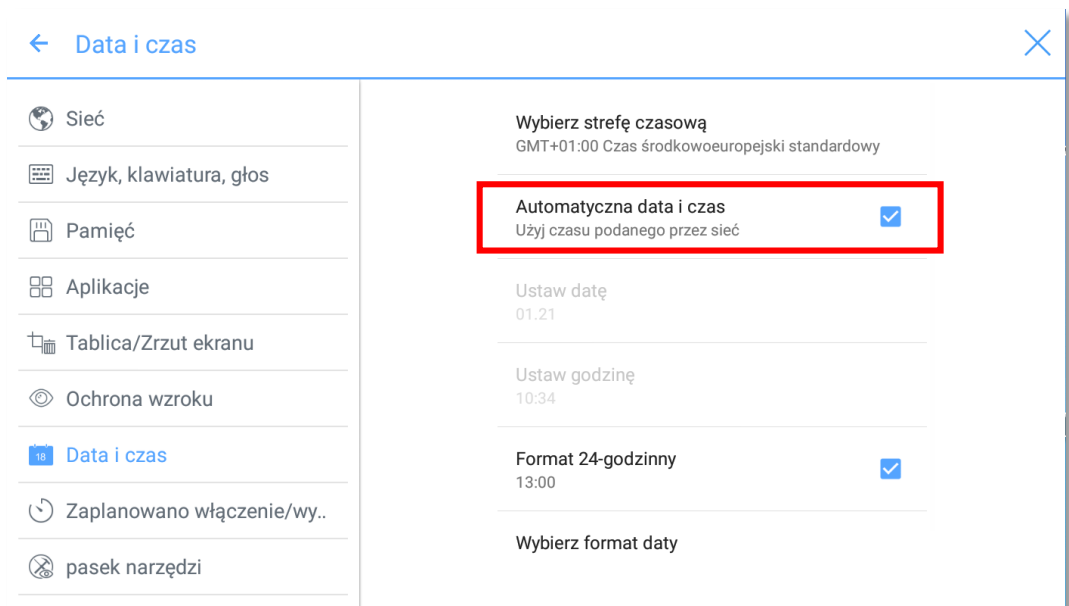 Data i czas
Sieć
Język, klawiatura, głos
Pamięć
Aplikacje
Tablica/Zrzut ekranu
Ochrona wzroku
18
Data i czas
Zaplanowano włączenie/wy..
pasek narzędzi
Wybierz strefę czasową
GMT+01:00 Czas środkowoeuropejski standardowy
Automatyczna data i czas
Użyj czasu podanego przez sieć
Ustaw datę
01.21
Ustaw godzinę
10:34
Format 24-godzinny
13:00
Wybierz format daty